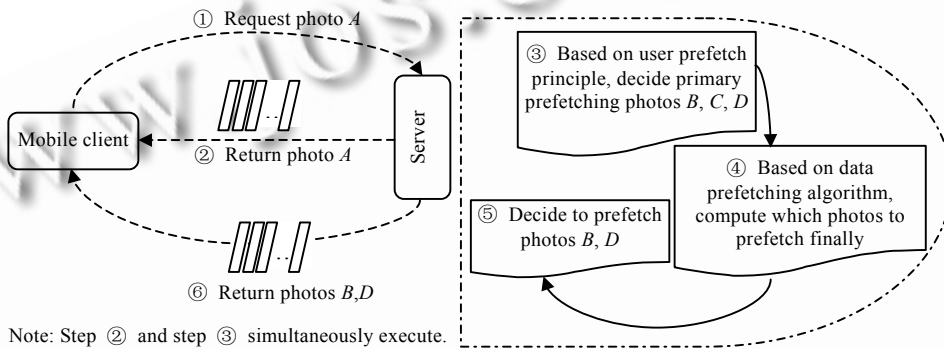 ① Request photo A
Mobile client
② Return photo A
Server
⑥ Return photos B,D
Note: Step ② and step ③ simultaneously execute.
③ Based on user prefetch
principle, decide primary
prefetching photos B, C, D
④ Based on data
prefetching algorithm,
compute which photos to
prefetch finally
⑤ Decide to prefetch
photos B, D